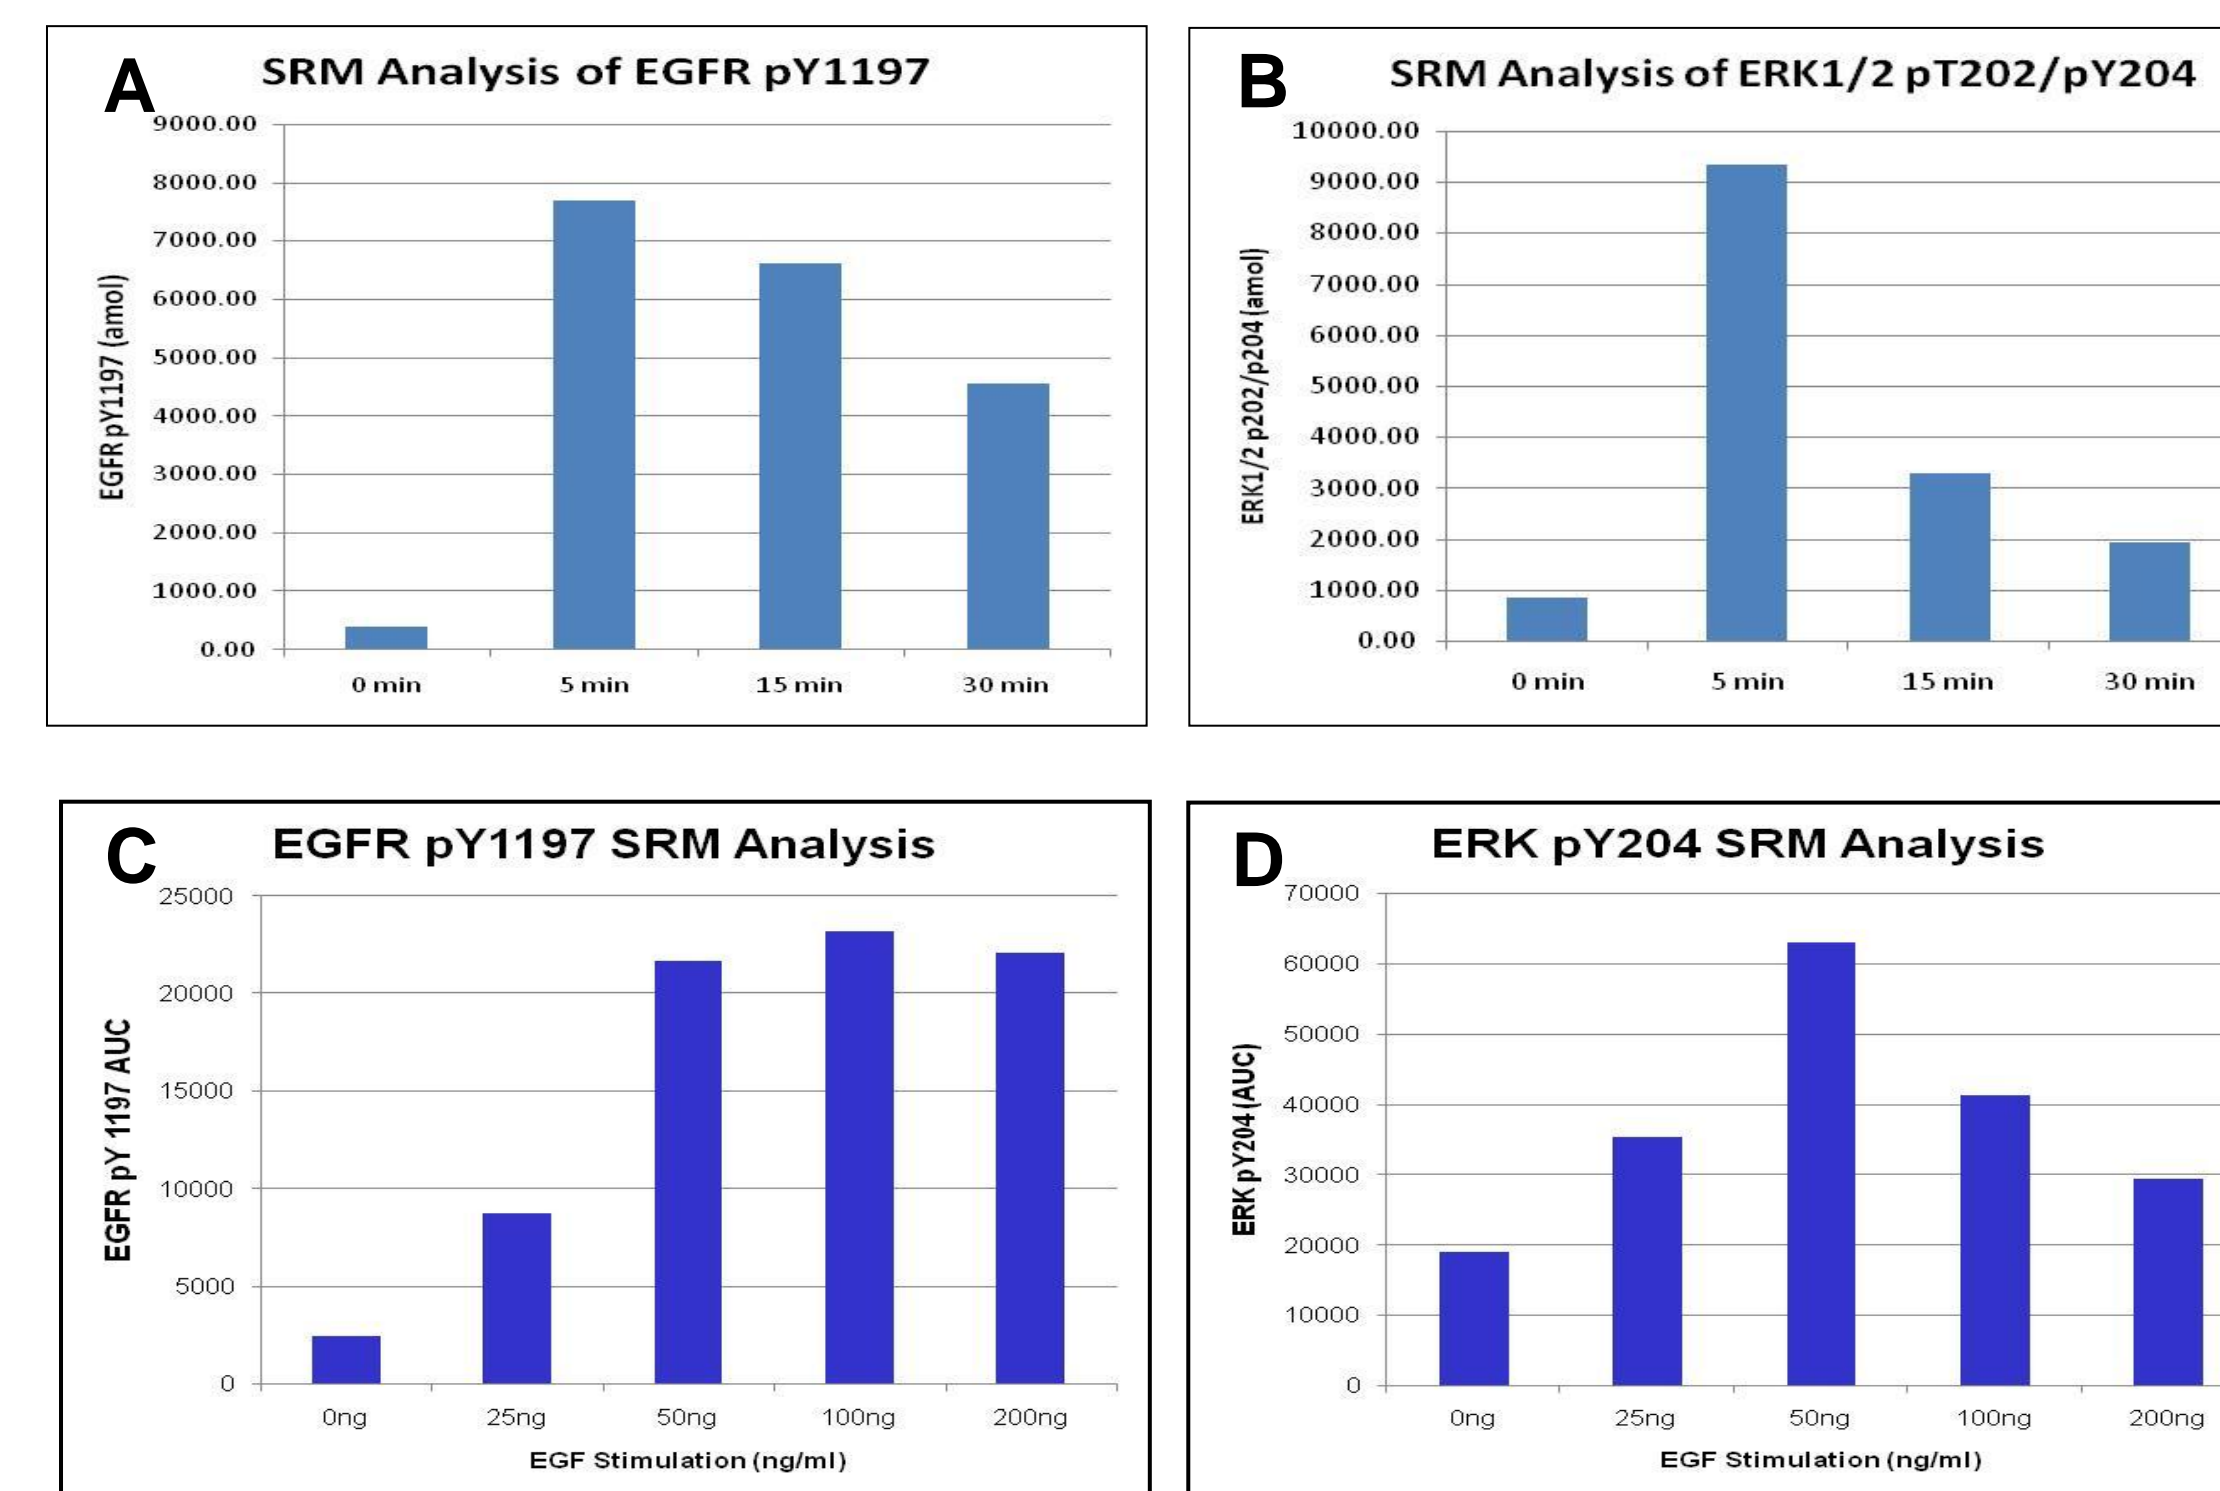 A
SRM Analysis of EGFR pY1197
9000.00
8000.00
7000.00
6000.00
5000.00
4000.00
3000.00
2000.00
1000.00
0.00
EGFR pY1197 (amol)
0 min 5 min 15 min 30 min
B
SRM Analysis of ERK1/2 pT202/pY204
10000.00
9000.00
8000.00
7000.00
6000.00
5000.00
4000.00
3000.00
2000.00
1000.00
0.00
ERK1/2 p202/p204 (amol)
0 min 5 min 15 min 30 min
C
EGFR pY1197 SRM Analysis
25000
20000
15000
10000
5000
0
EGFR pY 1197 AUC
0ng 25ng 50ng 100ng 200ng
EGF Stimulation (ng/ml)
D
ERK pY204 SRM Analysis
70000
60000
50000
40000
30000
20000
10000
0
ERK pY204 (AUC)
0ng 25ng 50ng 100ng 200ng
EGF Stimulation (ng/ml)